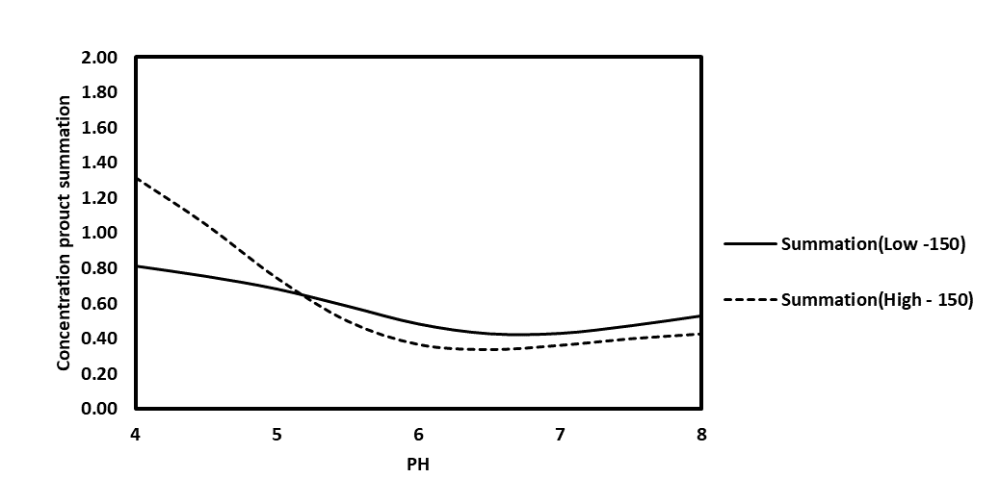 2.00
1.80
1.60
1.40
1.20
1.00
0.80
0.60
0.40
0.20
0.00
Concentration prouct summation
4 5 6 7 8
PH
Summation(Low -150)
Summation(High - 150)